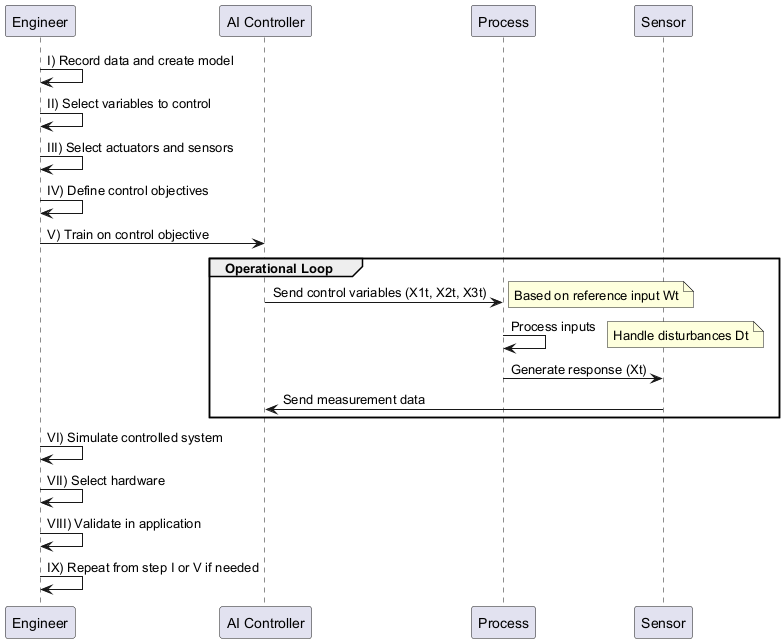 Engineer
AI Controller
Process
Sensor
I) Record data and create model
II) Select variables to control
III) Select actuators and sensors
IV) Define control objectives
V) Train on control objective
Operational Loop
Send control variables (X1t, X2t, X3t)
Based on reference input Wt
Process inputs
Handle disturbances Dt
Generate response (Xt)
Send measurement data
VI) Simulate controlled system
VII) Select hardware
VIII) Validate in application
IX) Repeat from step I or V if needed
Engineer
AI Controller
Process
Sensor